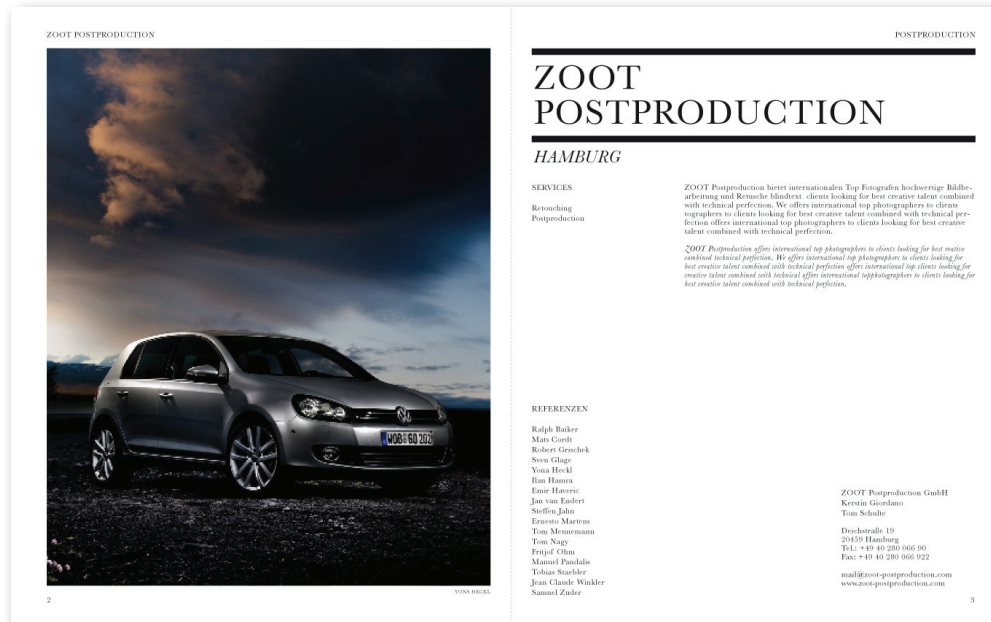 ZOOT POSTPRODUCTION
WOB GO 202
YONA HECKL
2
POSTPRODUCTION
ZOOT
POSTPRODUCTION
HAMBURG
SERVICES
Retouching
Postproduction
ZOOT Postproduction bietet internationalen Top Fotografen hochwertige Bildbe-
arbeitung und Retusche blindtext clients looking for best creative talent combined
with technical perfection. We offers international top photographers to clients
tographers to clients looking for best creative talent combined with technical per-
fection offers international top photographers to clients looking for best creative
talent combined with technical perfection.
ZOOT Postproduction offers international top photographers to clients looking for best reative
combined technical perfection. We offers international top photographers to clients looking for
best creative talent combined with technical perfection offers international top clients looking for
creative talent combined with technical offers international topphotographers to clients looking for
best creative talent combined with technical perfection.
REFERENZEN
Ralph Baiker
Mats Cordt
Robert Grischek
Sven Glage
Yona Heckl
Ilan Hamra
Emir Haveric
Jan van Endert
Steffen Jahn
Ernesto Martens
Tom Mennemann
Tom Nagy
Fritjof Ohm
Manuel Pandalis
Tobias Staebler
Jean Claude Winkler
Samuel Zuder
ZOOT Postproduction GmbH
Kerstin Giordano
Tom Schulte
Deichstraße 19
20459 Hamburg
Tel.: +49 40 280 066 90
Fax: +49 40 280 066 922
mail@zoot-postproduction.com
www.zoot-postproduction.com
3